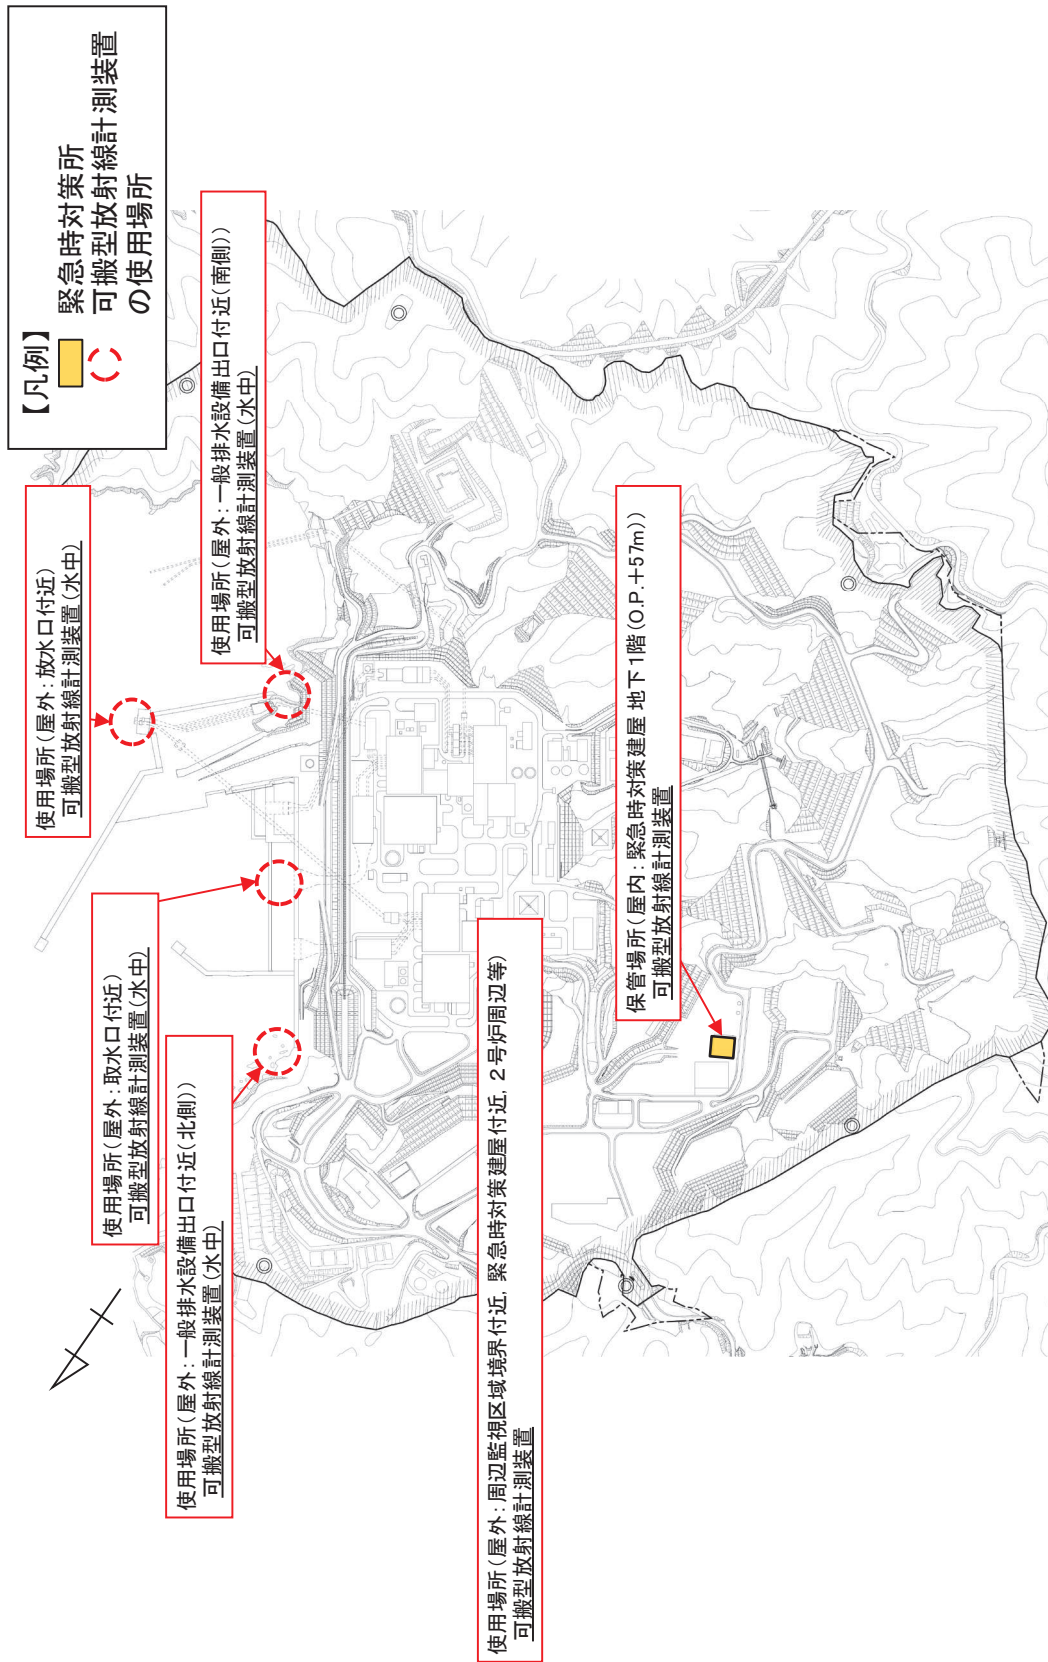 【凡例】
緊急時対策所
可搬型放射線計測装置
の使用場所
使用場所(屋外:放水口付近)
可搬型放射線計測装置(水中)
使用場所(屋外:一般排水設備出口付近(南側))
可搬型放射線計測装置(水中)
使用場所(屋外:取水口付近)
可搬型放射線計測装置(水中)
使用場所(屋外:一般排水設備出口付近(北側))
可搬型放射線計測装置(水中)
使用場所(屋外:周辺監視区域境界付近,緊急時対策建屋付近,2号炉周辺等)
可搬型放射線計測装置
保管場所(屋内:緊急時対策建屋 地下1階(O.P.+57m))
可搬型放射線計測装置